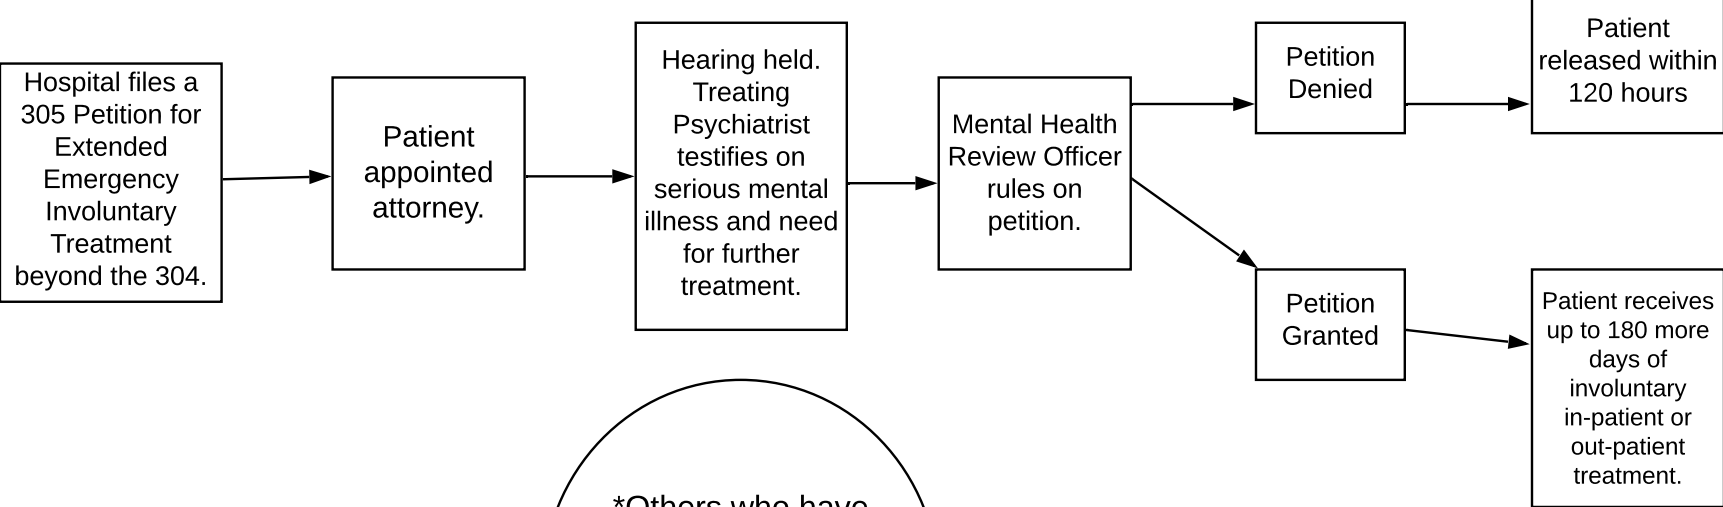 Hospital files a
305 Petition for
Extended
Emergency
Involuntary
Treatment
beyond the 304.
Patient
appointed
attorney.
Hearing held.
Treating
Psychiatrist
testifies on
serious mental
illness and need
for further
treatment.
Mental Health
Review Officer
rules on
petition.
Petition
Denied
Patient
released within
120 hours
Petition
Granted
Patient receives
up to 180 more
days of
involuntary
in-patient or
out-patient
treatment.
*Others who have